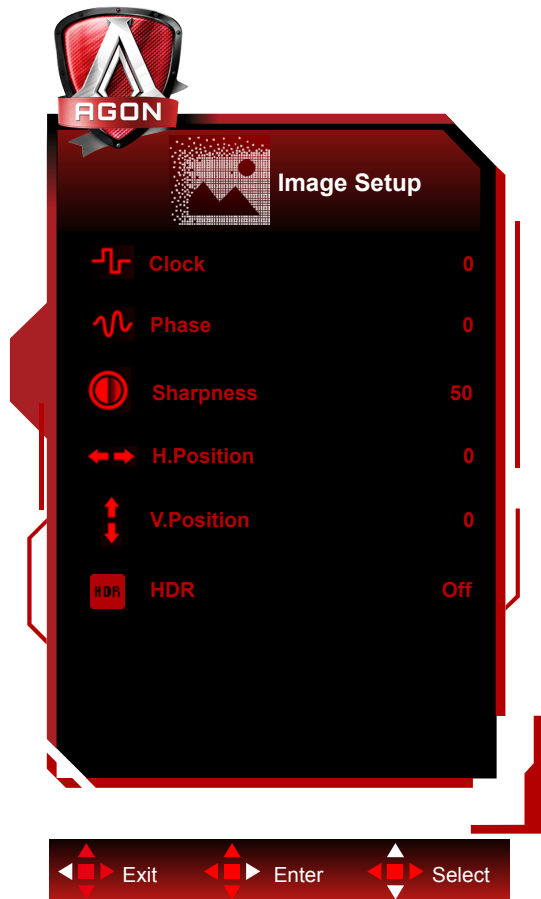 AGON
Image Setup
Clock 0
Phase 0
Sharpness 50
H.Position 0
V.Position 0
HDR HDR Off
Exit Enter Select